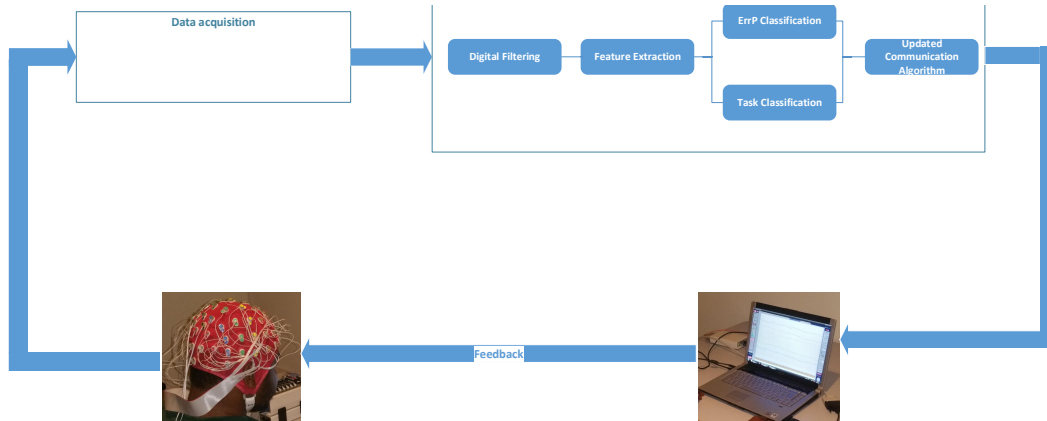 Data acquisition
ErrP Classification
Digital Filtering
Feature Extraction
Updated
Communication
Algorithm
Task Classification
Feedback